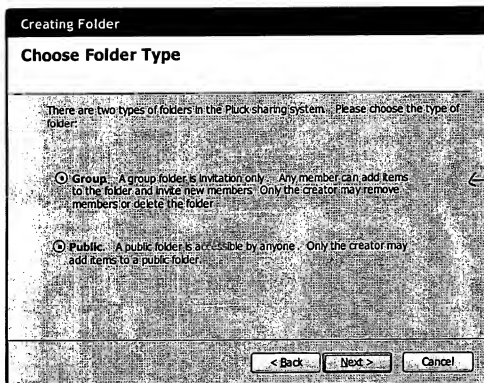 Creating Folder
Choose Folder Type
There are two types of folders in the Pluck sharing system. Please choose the type of
folder:
Group. A group folder is invitation only. Any member can add items
to the folder and invite new members. Only the creator may remove
members or delete the folder
Public. A public folder is accessible by anyone. Only the creator may
add items to a public folder.
< Back Next > Cancel